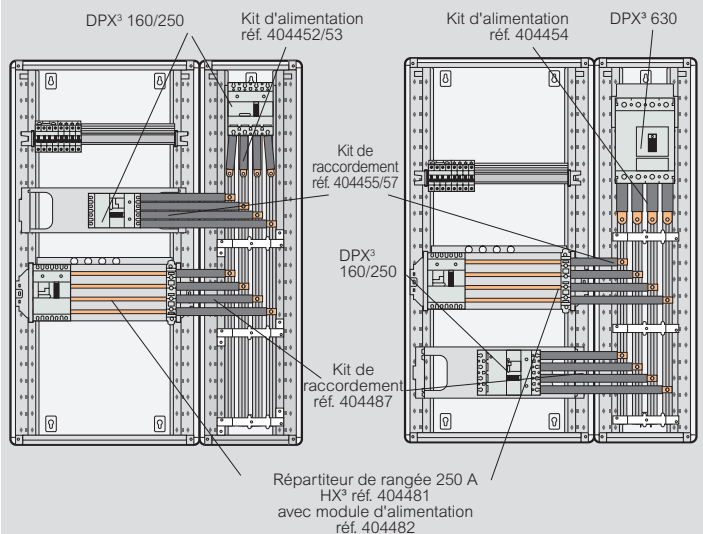 DPX³ 160/250
Kit d'alimentation
réf. 404452/53
Kit d'alimentation
réf. 404454
DPX³ 630
Kit de
raccordement
réf. 404455/57
DPX³
160/250
Kit de
raccordement
réf. 404487
Répartiteur de rangée 250 A
HX³ réf. 404481
avec module d'alimentation
réf. 404482